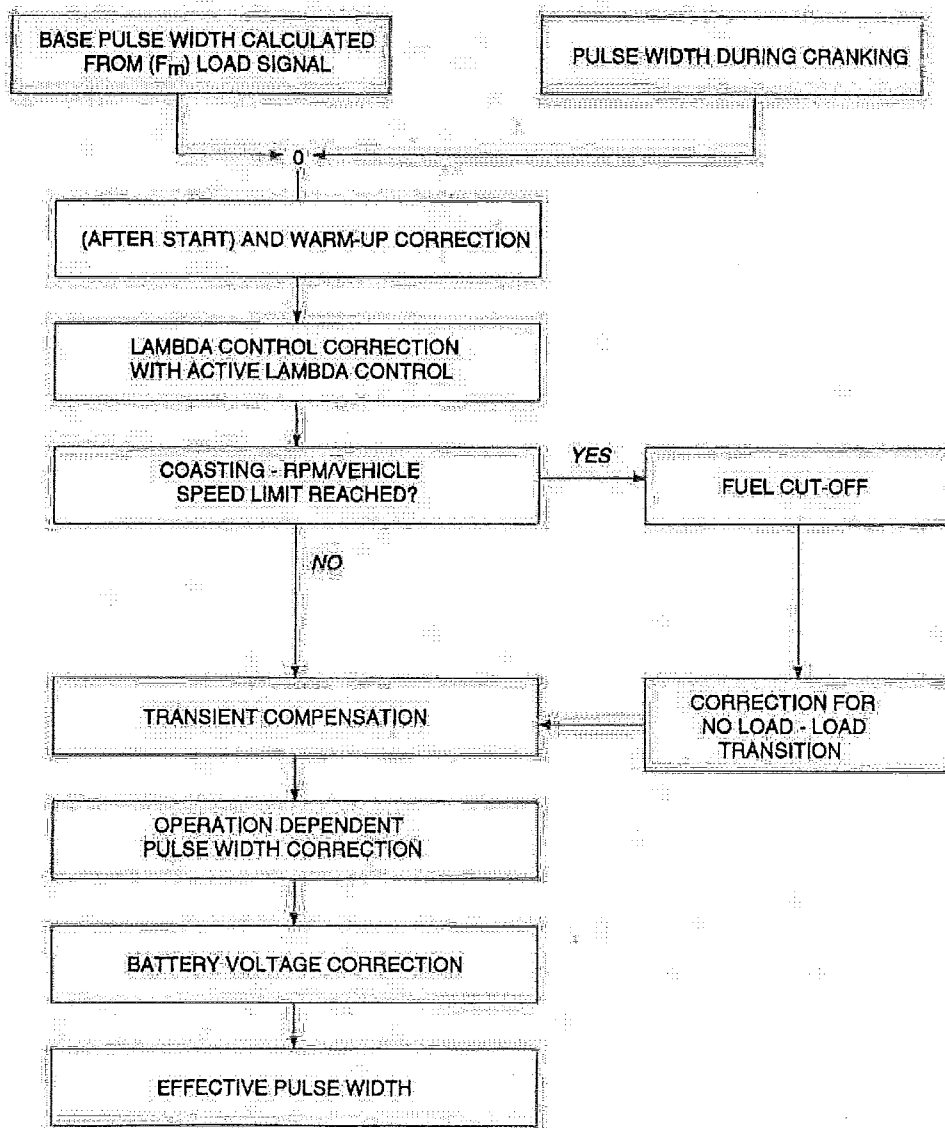 BASE PULSE WIDTH CALCULATED
FROM (Fm) LOAD SIGNAL
PULSE WIDTH DURING CRANKING
0
(AFTER START) AND WARM-UP CORRECTION
LAMBDA CONTROL CORRECTION
WITH ACTIVE LAMBDA CONTROL
COASTING - RPM/VEHICLE
SPEED LIMIT REACHED?
YES
FUEL CUT-OFF
NO
TRANSIENT COMPENSATION
CORRECTION FOR
NO LOAD - LOAD
TRANSITION
OPERATION DEPENDENT
PULSE WIDTH CORRECTION
BATTERY VOLTAGE CORRECTION
EFFECTIVE PULSE WIDTH